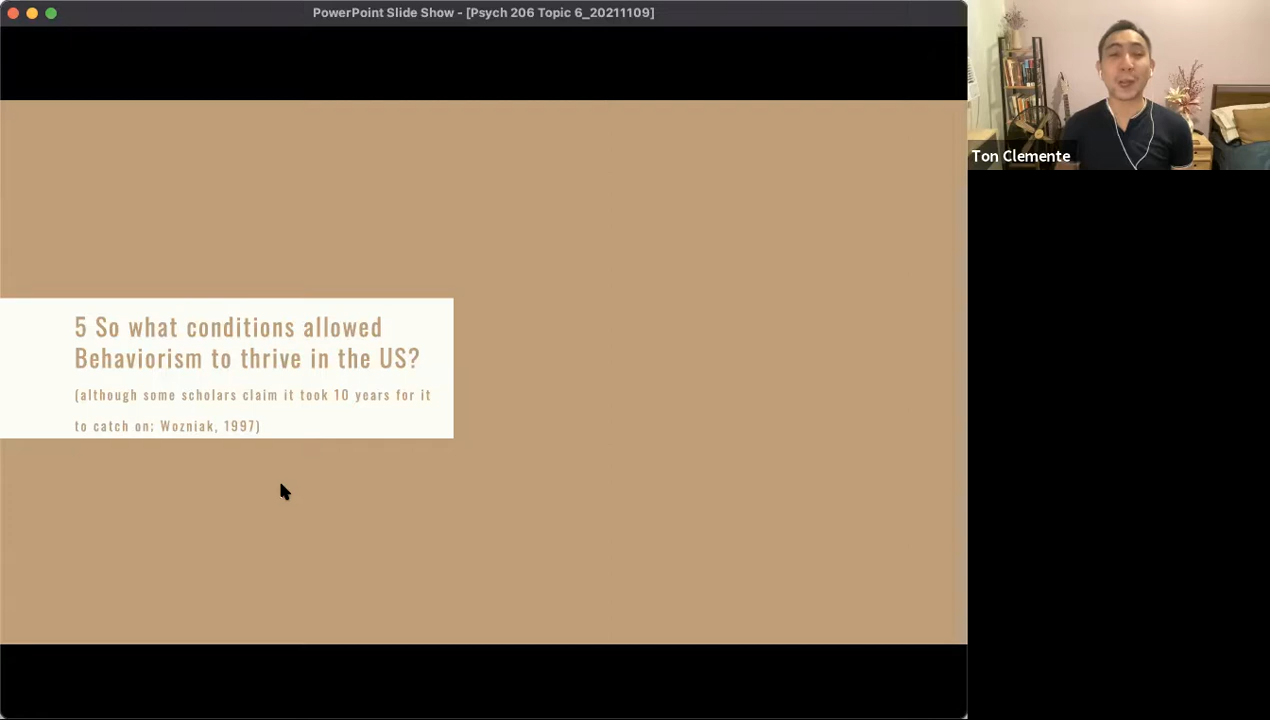 PowerPoint Slide Show - [Psych 206 Topic 6_20211109]
Ton Clemente
5 So what conditions allowed
Behaviorism to thrive in the US?
(although some scholars claim it took 10 years for it
to catch on; Wozniak, 1997)